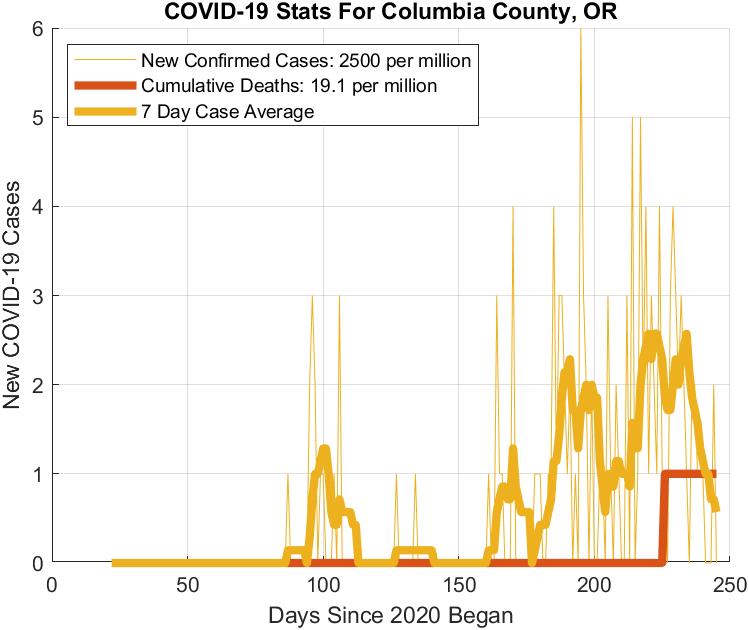 COVID-19 Stats For Columbia County, OR
New Confirmed Cases: 2500 per million
Cumulative Deaths: 19.1 per million
7 Day Case Average
New COVID-19 Cases
6
5
4
3
2
1
0
0 50 100 150 200 250
Days Since 2020 Began